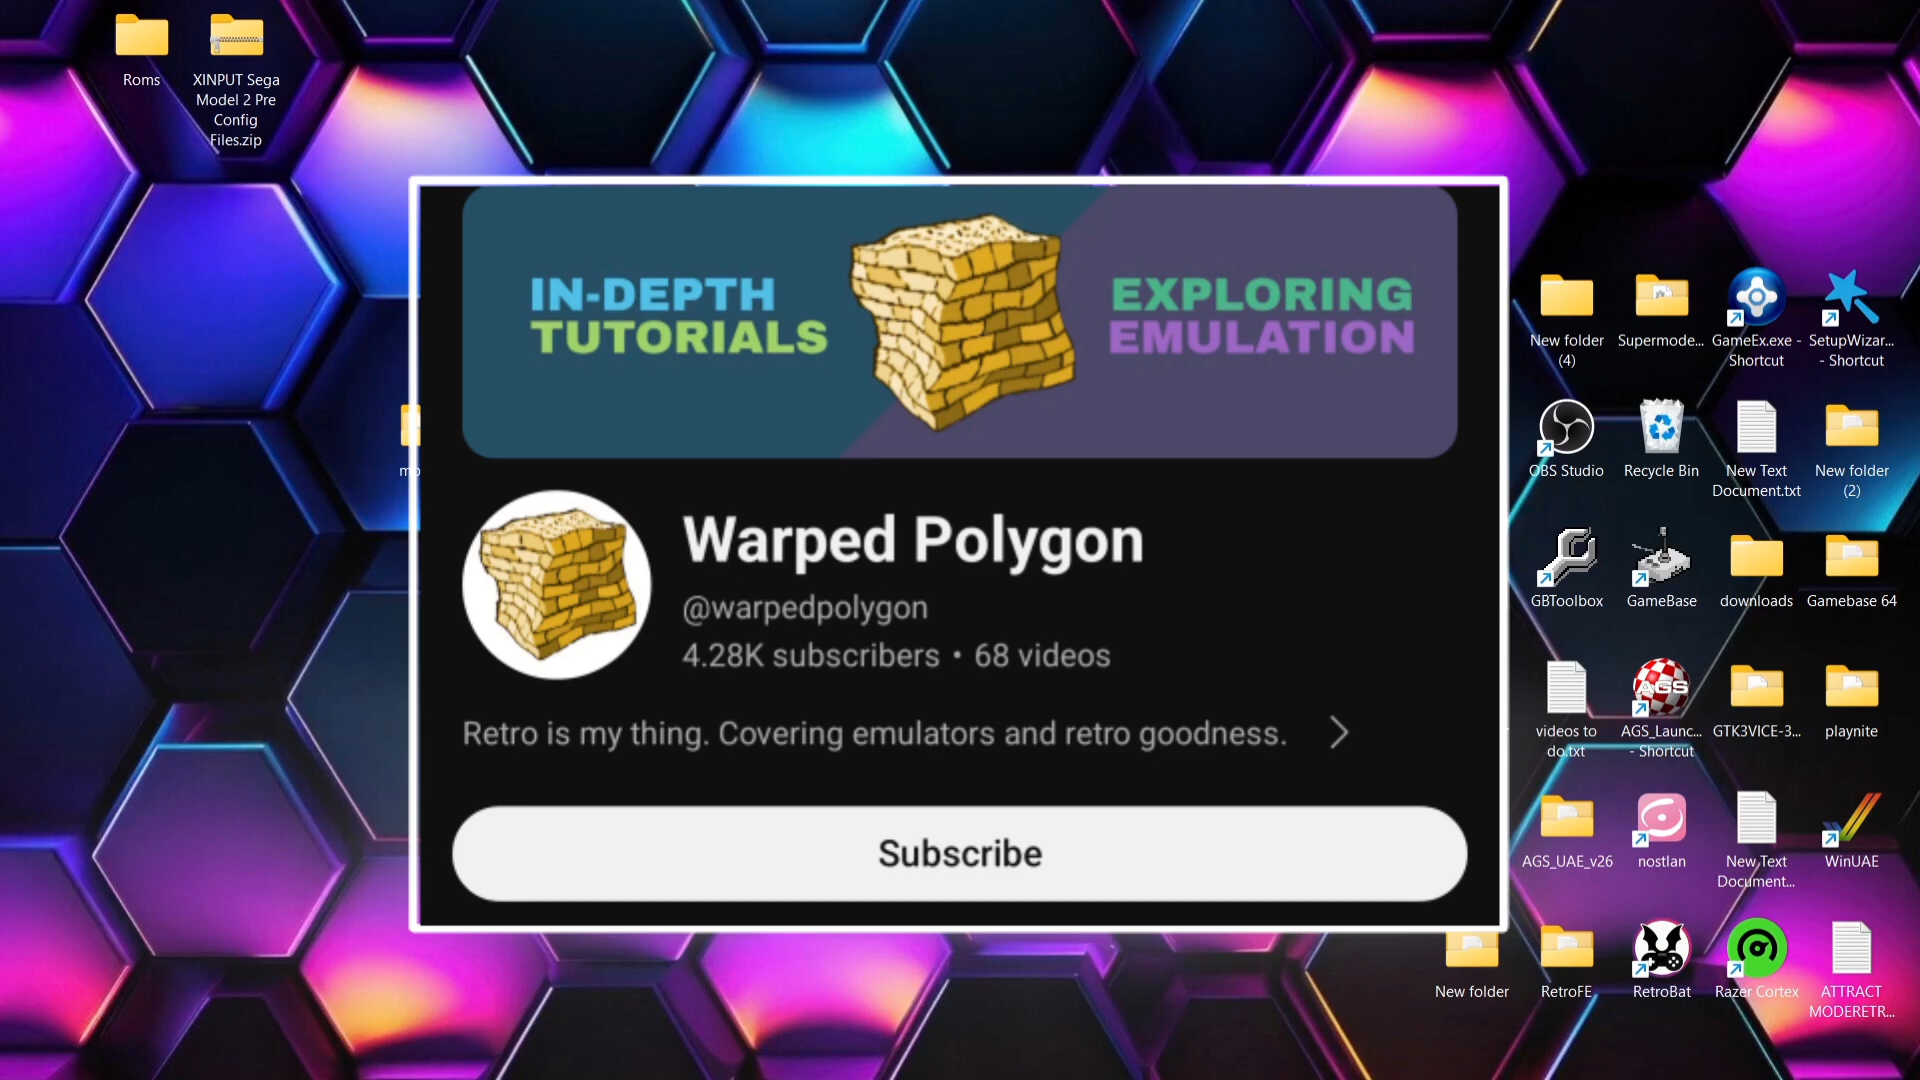 Roms
XINPUT Sega
Model 2 Pre
Config
Files.zip
IN-DEPTH
TUTORIALS
EXPLORING
EMULATION
Warped Polygon
@warpedpolygon
4.28K subscribers • 68 videos
Retro is my thing. Covering emulators and retro goodness.
Subscribe
New folder
(4)
Supermode...
GameEx.exe -
Shortcut
SetupWizar...
- Shortcut
OBS Studio
Recycle Bin
New Text
Document.txt
New folder
(2)
GBToolbox
GameBase
downloads
Gamebase 64
videos to
do.txt
AGS
AGS_Launc...
- Shortcut
GTK3VICE-3...
playnite
AGS_UAE_v26
nostlan
New Text
Document...
WinUAE
New folder
RetroFE
RetroBat
Razer Cortex
ATTRACT
MODERETR...